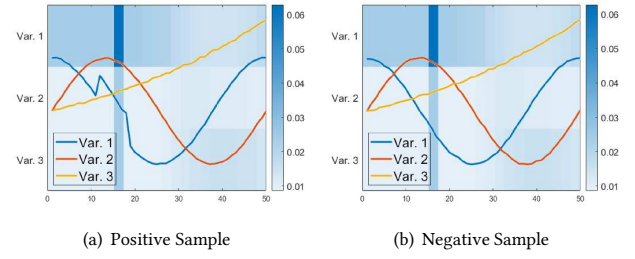 Var. 1
Var. 2
Var. 3
Var. 1
Var. 2
Var. 3
0 10 20 30 40 50
0.06
0.05
0.04
0.03
0.02
0.01
(a) Positive Sample
Var. 1
Var. 2
Var. 3
Var. 1
Var. 2
Var. 3
0 10 20 30 40 50
0.06
0.05
0.04
0.03
0.02
0.01
(b) Negative Sample